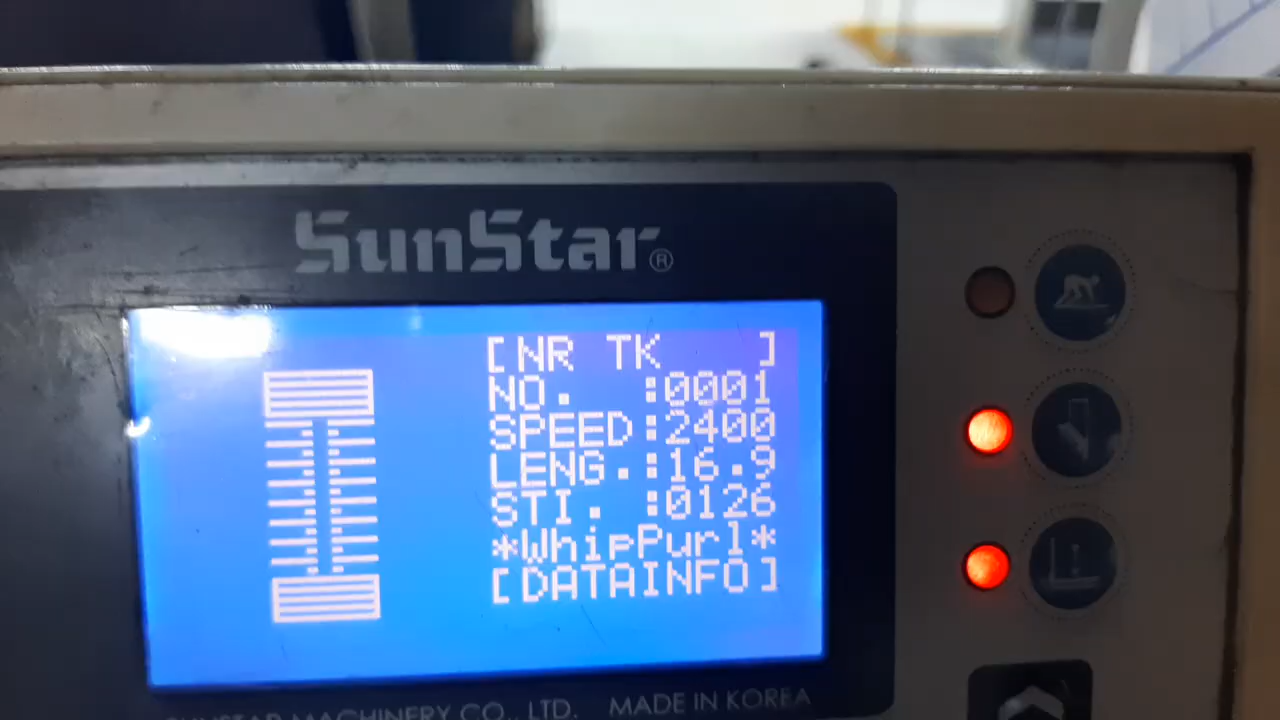 SunStar®
[NR TK ]
NO. :0001
SPEED:2400
LENG.:16.9
STI. :0126
*WhipPurl*
[DATAINFO]
SUNSTAR MACHINERY CO., LTD. MADE IN KOREA